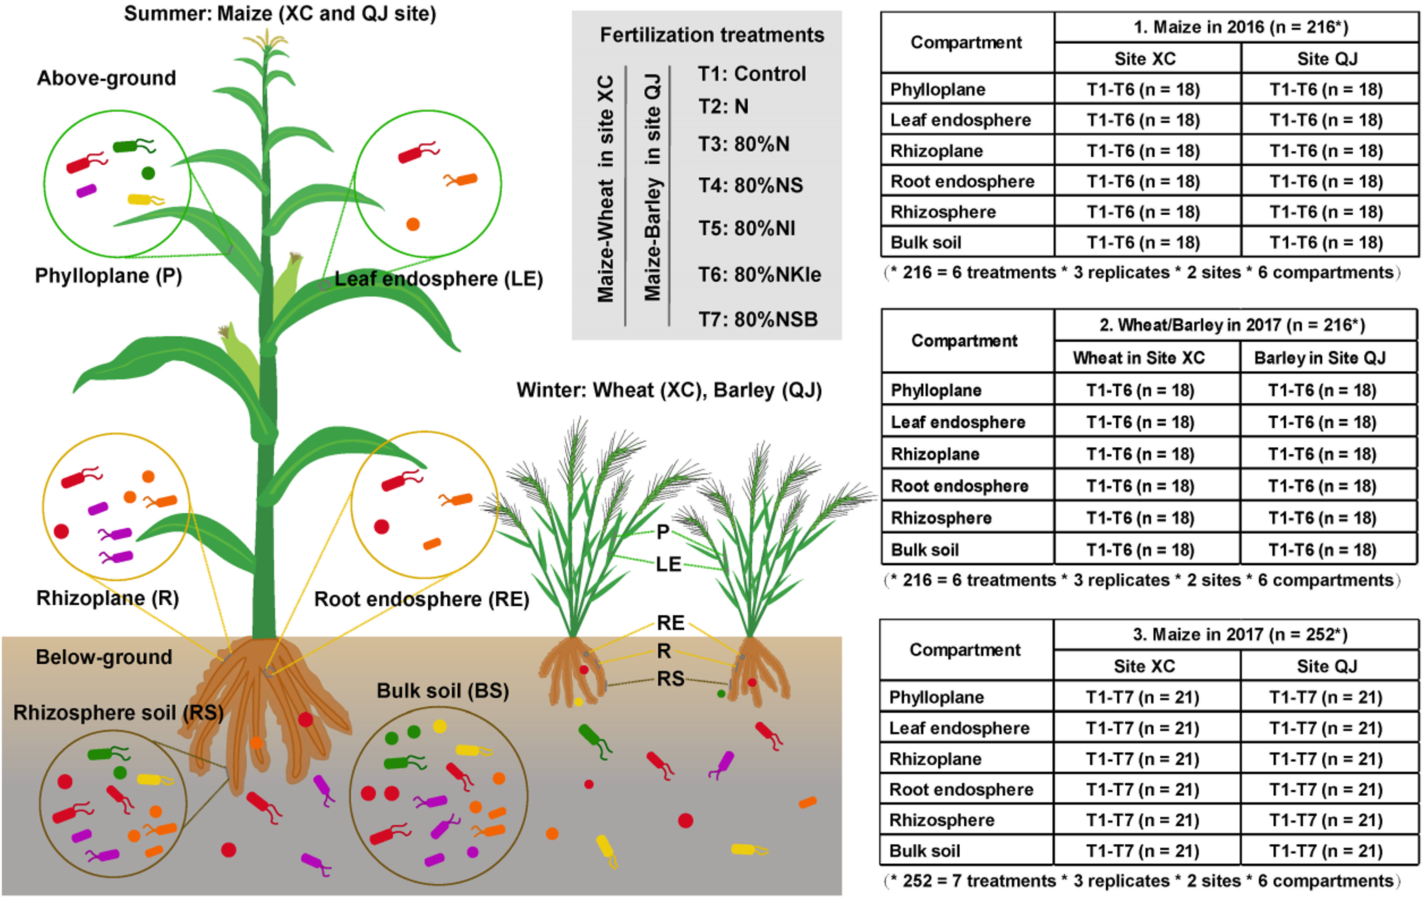 Summer: Maize (XC and QJ site)
Above-ground
Phylloplane (P)
Leaf endosphere (LE)
Rhizoplane (R)
Root endosphere (RE)
Below-ground
Rhizosphere soil (RS)
Bulk soil (BS)
Fertilization treatments
Maize-Wheat in site XC
Maize-Barley in site QJ
T1: Control
T2: N
T3: 80%N
T4: 80%NS
T5: 80%NI
T6: 80%NKle
T7: 80%NSB
Winter: Wheat (XC), Barley (QJ)
P
LE
RE
R
RS
Compartment
1. Maize in 2016 (n = 216*)
Site XC Site QJ
Phylloplane T1-T6 (n = 18) T1-T6 (n = 18)
Leaf endosphere T1-T6 (n = 18) T1-T6 (n = 18)
Rhizoplane T1-T6 (n = 18) T1-T6 (n = 18)
Root endosphere T1-T6 (n = 18) T1-T6 (n = 18)
Rhizosphere T1-T6 (n = 18) T1-T6 (n = 18)
Bulk soil T1-T6 (n = 18) T1-T6 (n = 18)
(* 216 = 6 treatments * 3 replicates * 2 sites * 6 compartments)
Compartment
2. Wheat/Barley in 2017 (n = 216*)
Wheat in Site XC Barley in Site QJ
Phylloplane T1-T6 (n = 18) T1-T6 (n = 18)
Leaf endosphere T1-T6 (n = 18) T1-T6 (n = 18)
Rhizoplane T1-T6 (n = 18) T1-T6 (n = 18)
Root endosphere T1-T6 (n = 18) T1-T6 (n = 18)
Rhizosphere T1-T6 (n = 18) T1-T6 (n = 18)
Bulk soil T1-T6 (n = 18) T1-T6 (n = 18)
(* 216 = 6 treatments * 3 replicates * 2 sites * 6 compartments)
Compartment
3. Maize in 2017 (n = 252*)
Site XC Site QJ
Phylloplane T1-T7 (n = 21) T1-T7 (n = 21)
Leaf endosphere T1-T7 (n = 21) T1-T7 (n = 21)
Rhizoplane T1-T7 (n = 21) T1-T7 (n = 21)
Root endosphere T1-T7 (n = 21) T1-T7 (n = 21)
Rhizosphere T1-T7 (n = 21) T1-T7 (n = 21)
Bulk soil T1-T7 (n = 21) T1-T7 (n = 21)
(* 252 = 7 treatments * 3 replicates * 2 sites * 6 compartments)